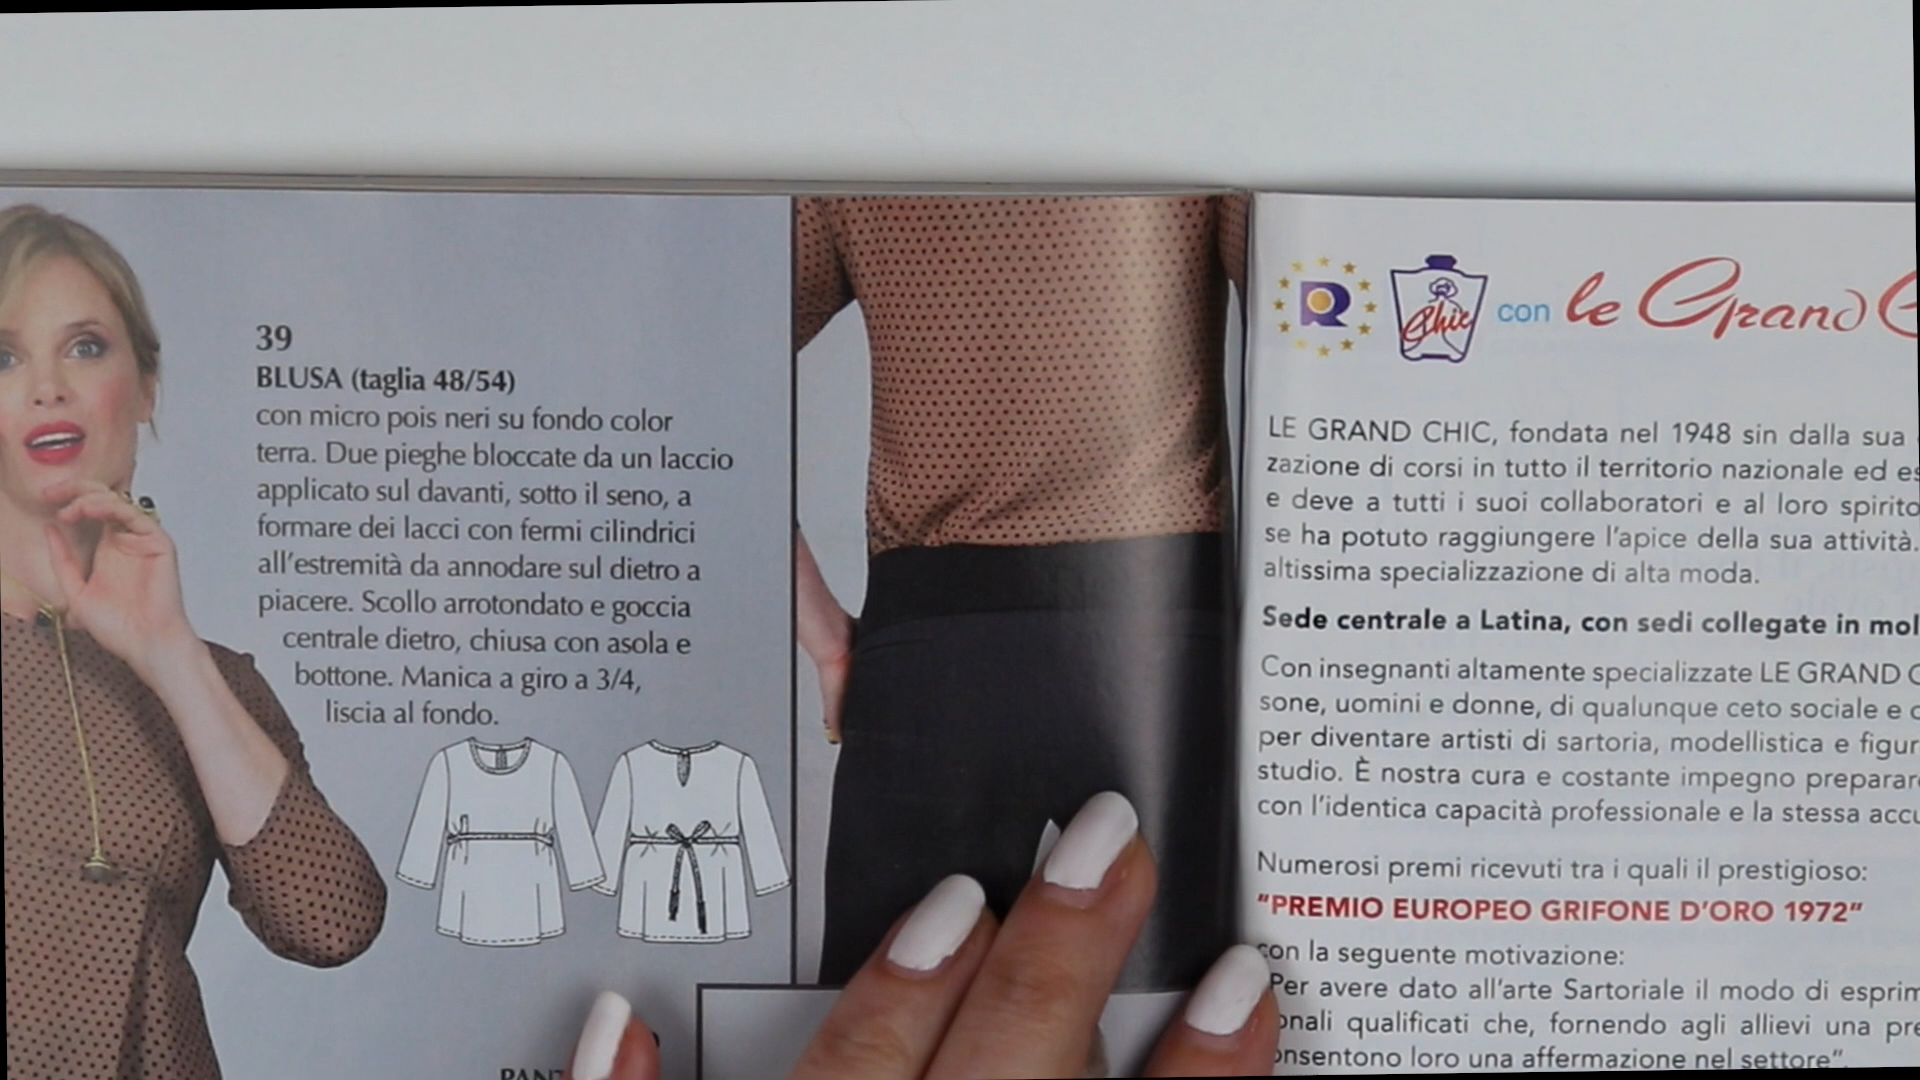 39
BLUSA (taglia 48/54)
con micro pois neri su fondo color
terra. Due pieghe bloccate da un laccio
applicato sul davanti, sotto il seno, a
formare dei lacci con fermi cilindrici
all'estremità da annodare sul dietro a
piacere. Scollo arrotondato e goccia
centrale dietro, chiusa con asola e
bottone. Manica a giro a 3/4,
liscia al fondo.
R Chic con le Grand
LE GRAND CHIC, fondata nel 1948 sin dalla sua
zazione di corsi in tutto il territorio nazionale ed
e deve a tutti i suoi collaboratori e al loro spirito
se ha potuto raggiungere l'apice della sua attività.
altissima specializzazione di alta moda.
Sede centrale a Latina, con sedi collegate in
Con insegnanti altamente specializzate LE GRAND
sone, uomini e donne, di qualunque ceto sociale e
per diventare artisti di sartoria, modellistica e
studio. È nostra cura e costante impegno
con l'identica capacità professionale e la stessa
Numerosi premi ricevuti tra i quali il prestigioso:
"PREMIO EUROPEO GRIFONE D'ORO 1972"
con la seguente motivazione:
Per avere dato all'arte Sartoriale il modo di
onali qualificati che, fornendo agli allievi una
onsentono loro una affermazione nel settore".